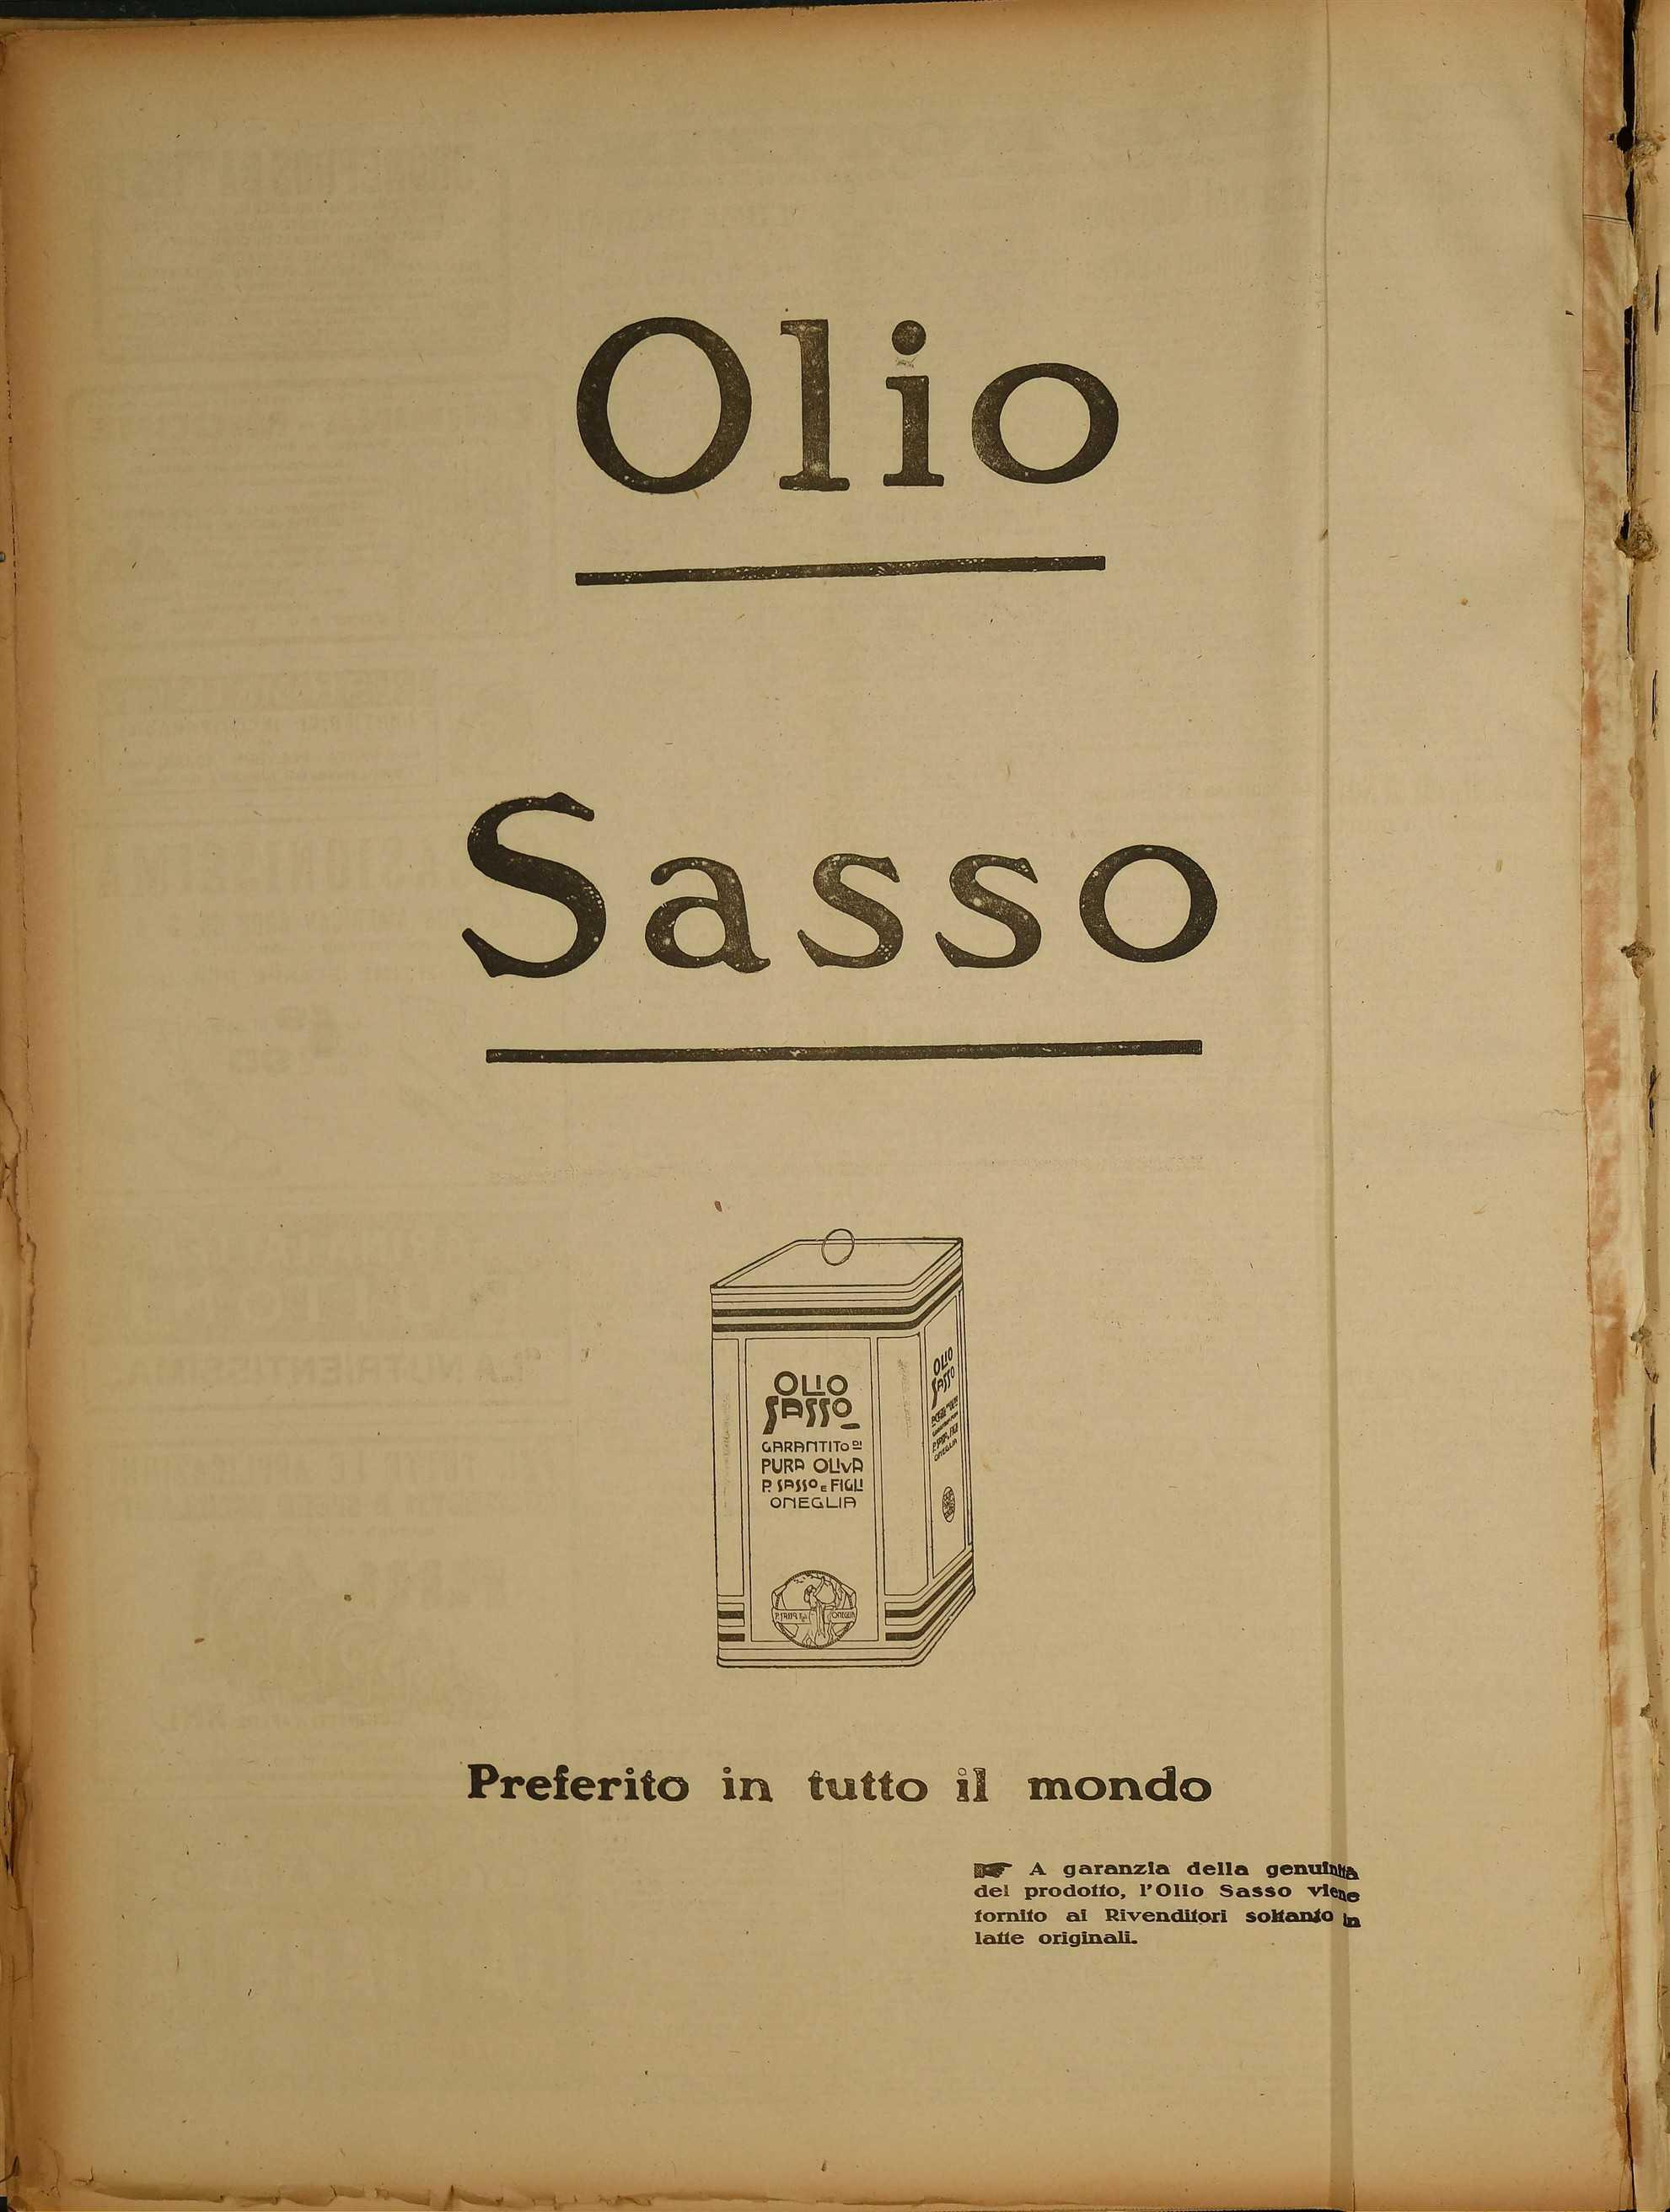 Olio
Sasso
OLIO
SASSO
GARANTITO DI
PURA OLIVA
P. SASSO E FIGLI
ONEGLIA
OLIO
SASSO
ONEGLIA
Preferito in tutto il mondo
☛ A garanzia della genuinità
del prodotto, l'Olio Sasso viene
fornito ai Rivenditori soltanto in
latte originali.